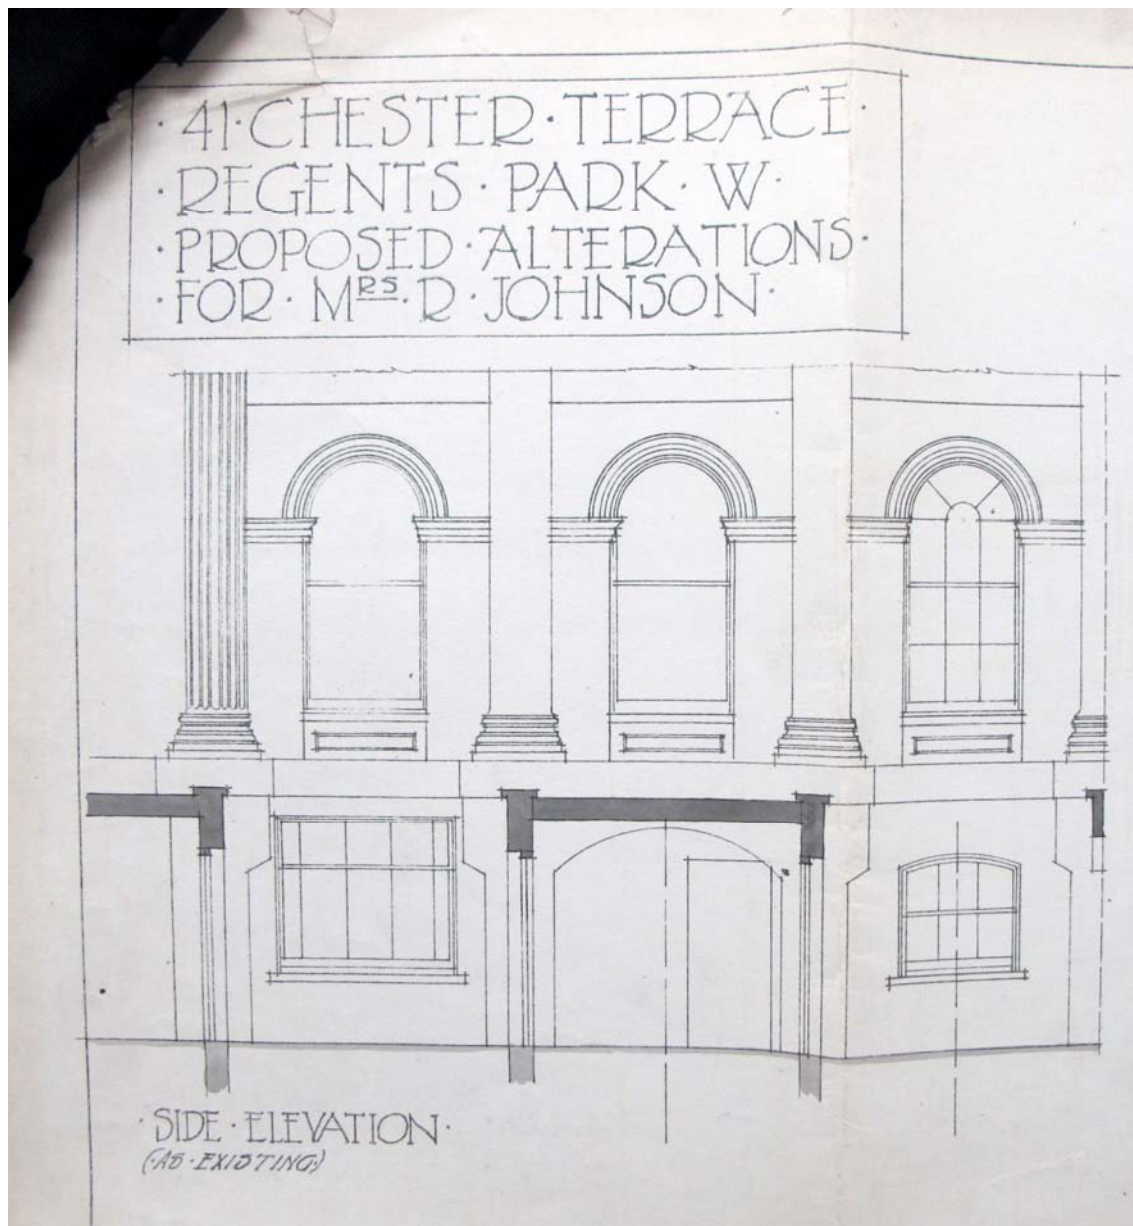 · 41 · CHESTER · TERRACE ·
· REGENTS · PARK · W ·
· PROPOSED · ALTERATIONS ·
· FOR · MRS · R · JOHNSON ·
· SIDE · ELEVATION ·
(· AS · EXISTING ·)